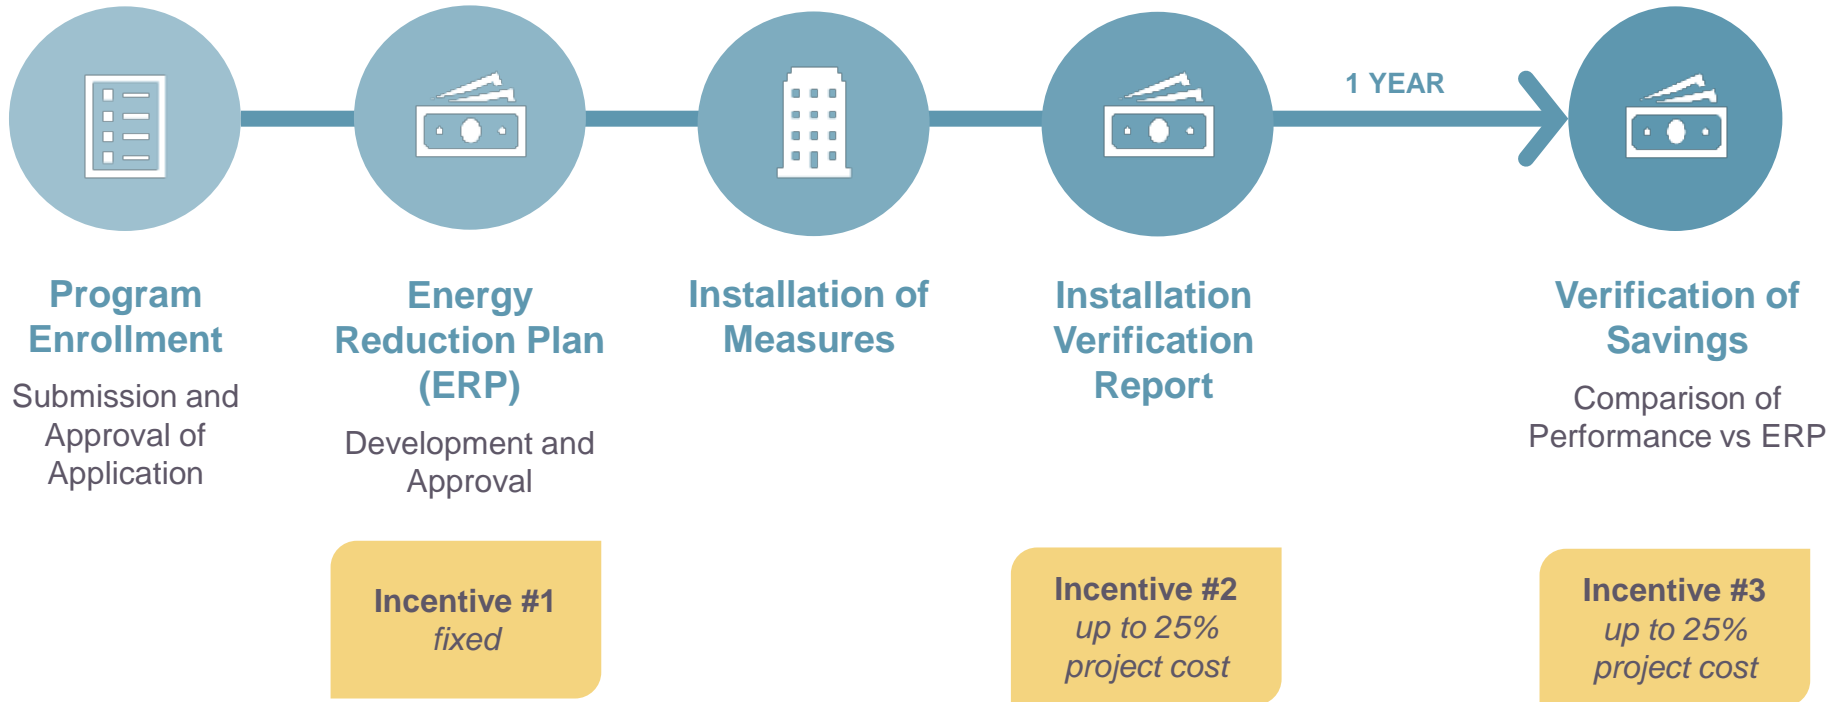 1 YEAR
Program
Enrollment
Submission and
Approval of
Application
Energy
Reduction Plan
(ERP)
Development and
Approval
Incentive #1
fixed
Installation of
Measures
Installation
Verification
Report
Incentive #2
up to 25%
project cost
Verification of
Savings
Comparison of
Performance vs ERP
Incentive #3
up to 25%
project cost